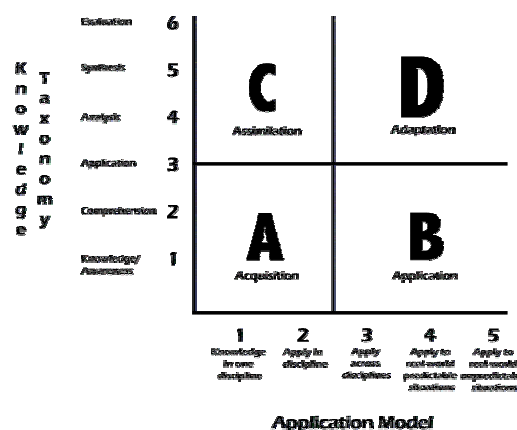 Knowledge
Taxonomy
Evaluation 6
Synthesis 5
Analysis 4
Application 3
Comprehension 2
Knowledge/
Awareness 1
C
Assimilation
D
Adaptation
A
Acquisition
B
Application
1 2 3 4 5
Knowledge
in one
discipline
Apply in
discipline
Apply
across
disciplines
Apply to
real-world
predictable
situations
Apply to
real-world
unpredictable
situations
Application Model